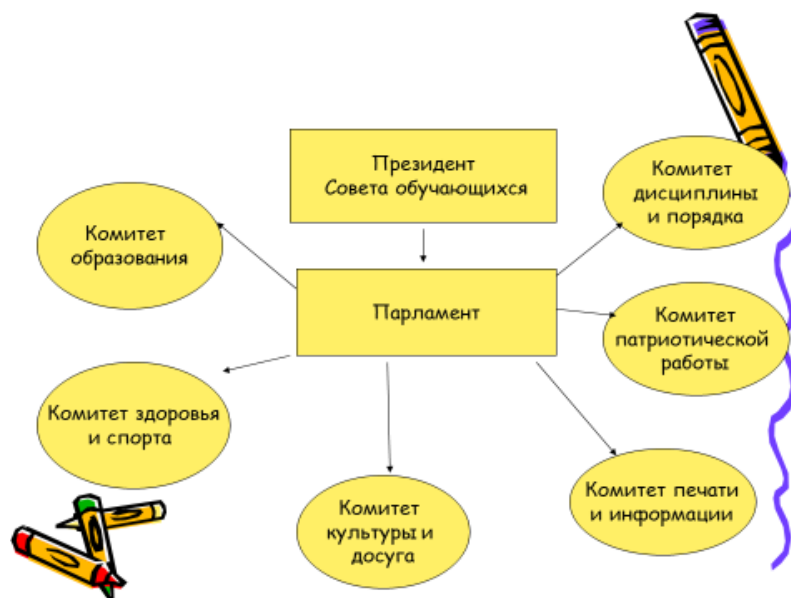 Президент
Совета обучающихся
Комитет
дисциплины
и порядка
Комитет
образования
Парламент
Комитет
патриотической
работы
Комитет здоровья
и спорта
Комитет
культуры и
досуга
Комитет печати
и информации